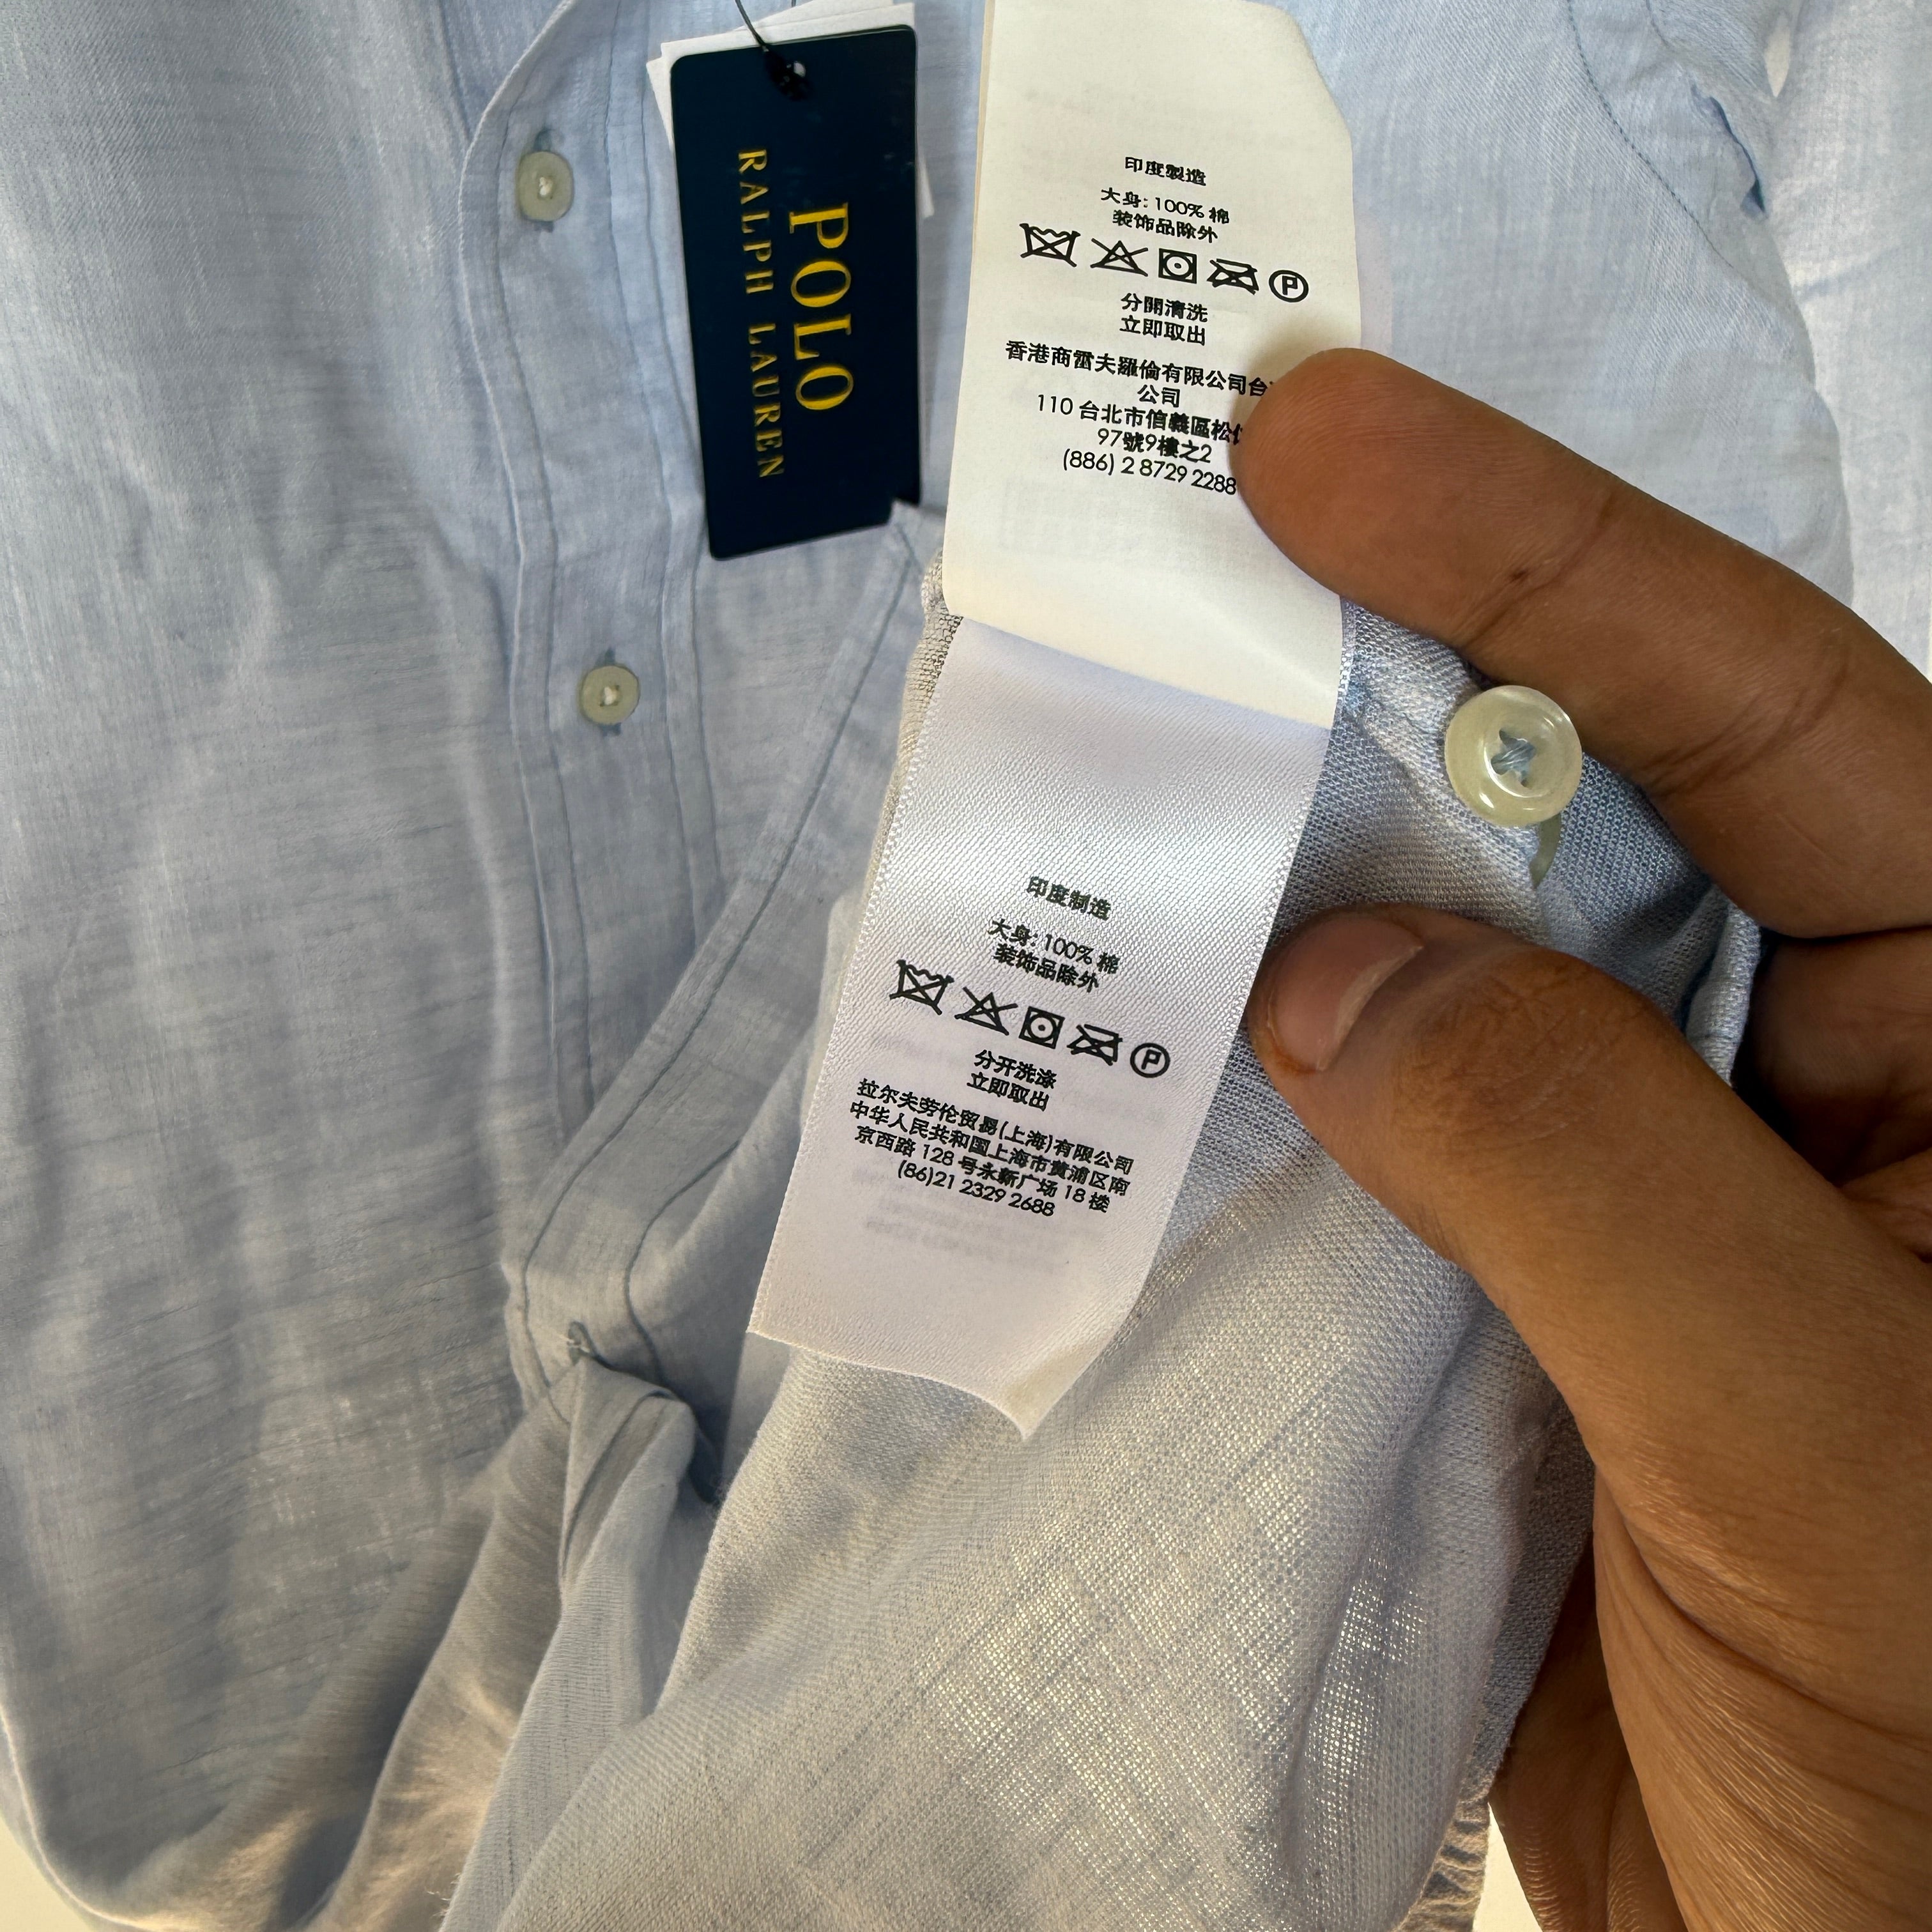 POLO
RALPH LAUREN
印度製造
大身: 100% 棉
装饰品除外
P
分開清洗
立即取出
香港商雷夫羅倫有限公司台
公司
110 台北市信義區松
97號9樓之2
(886) 2 8729 2288
印度制造
大身: 100% 棉
装饰品除外
P
分开洗涤
立即取出
拉尔夫劳伦贸易(上海)有限公司
中华人民共和国上海市黄浦区南
京西路 128 号永新广场 18 楼
(86)21 2329 2688